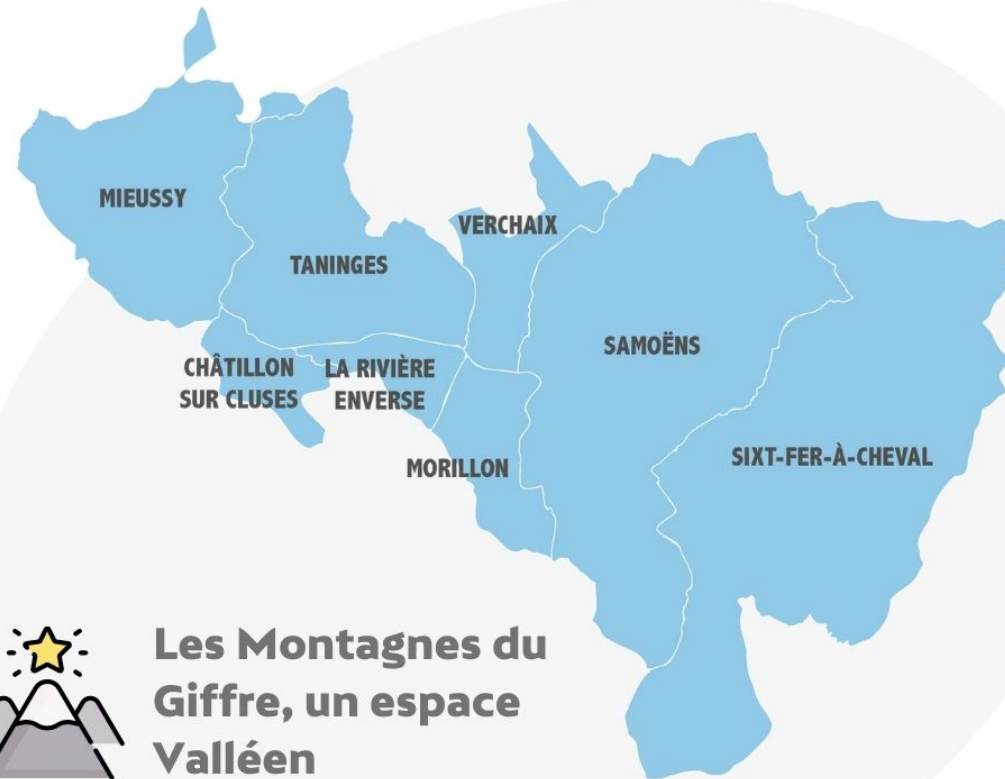 MIEUSSY
VERCHAIX
TANINGES
SAMOËNS
CHÂTILLON
SUR CLUSES
LA RIVIÈRE
ENVERSE
SIXT-FER-À-CHEVAL
MORILLON
Les Montagnes du
Giffre, un espace
Valléen